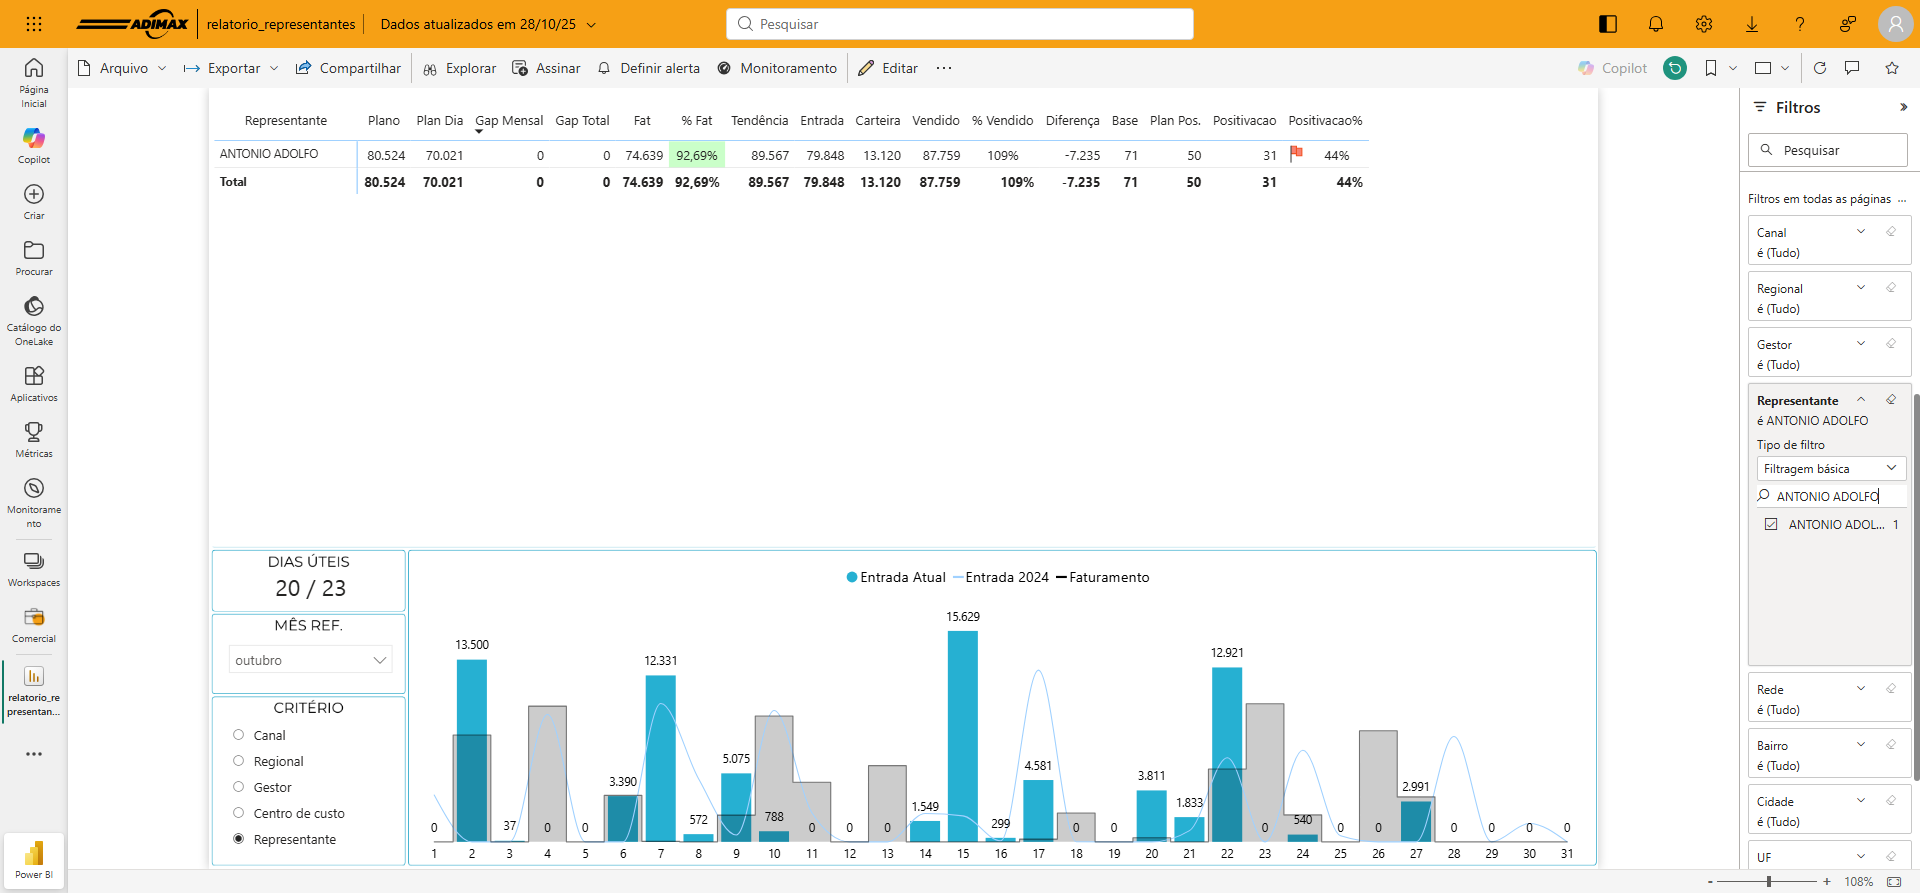 ADIMAX relatorio_representantes Dados atualizados em 28/10/25 Pesquisar
Arquivo Exportar Compartilhar Explorar Assinar Definir alerta Monitoramento Editar ... Copilot
Página Inicial
Copilot
Criar
Procurar
Catálogo do OneLake
Aplicativos
Métricas
Monitorame
nto
Workspaces
Comercial
relatorio_re
presentan...
Power BI
Representante Plano Plan Dia Gap Mensal Gap Total Fat % Fat Tendência Entrada Carteira Vendido % Vendido Diferença Base Plan Pos. Positivacao Positivacao%
ANTONIO ADOLFO 80.524 70.021 0 0 74.639 92,69% 89.567 79.848 13.120 87.759 109% -7.235 71 50 31 44%
Total 80.524 70.021 0 0 74.639 92,69% 89.567 79.848 13.120 87.759 109% -7.235 71 50 31 44%
DIAS ÚTEIS
20 / 23
MÊS REF.
outubro
CRITÉRIO
Canal
Regional
Gestor
Centro de custo
Representante
Entrada Atual Entrada 2024 Faturamento
0 13.500 37 0 0 3.390 12.331 572 5.075 788 0 0 0 1.549 15.629 299 4.581 0 0 3.811 1.833 12.921 0 540 0 0 2.991 0 0 0 0
1 2 3 4 5 6 7 8 9 10 11 12 13 14 15 16 17 18 19 20 21 22 23 24 25 26 27 28 29 30 31
Filtros
Pesquisar
Filtros em todas as páginas ...
Canal
é (Tudo)
Regional
é (Tudo)
Gestor
é (Tudo)
Representante
é ANTONIO ADOLFO
Tipo de filtro
Filtragem básica
ANTONIO ADOLFO
ANTONIO ADOL... 1
Rede
é (Tudo)
Bairro
é (Tudo)
Cidade
é (Tudo)
UF
- + 108%